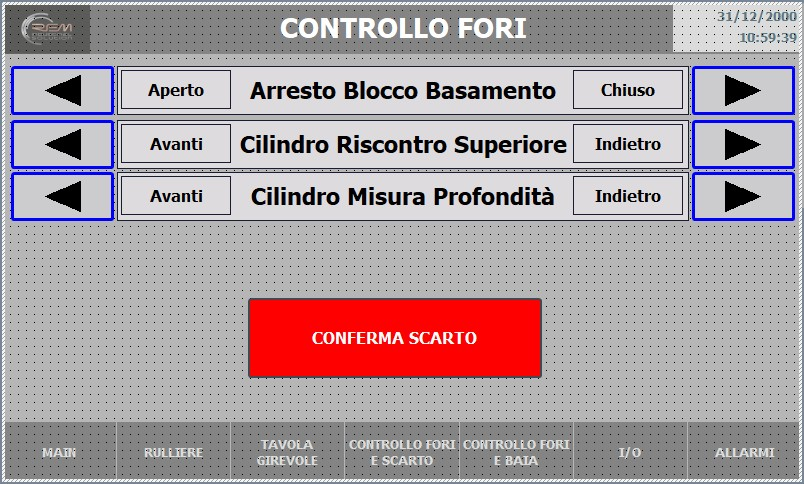 RFM
CONTROLLO FORI
31/12/2000
10:59:39
Aperto Arresto Blocco Basamento Chiuso
Avanti Cilindro Riscontro Superiore Indietro
Avanti Cilindro Misura Profondità Indietro
CONFERMA SCARTO
MAIN
RULLIERE
TAVOLA
GIREVOLE
CONTROLLO FORI
E SCARTO
CONTROLLO FORI
E BAIA
I/O
ALLARMI